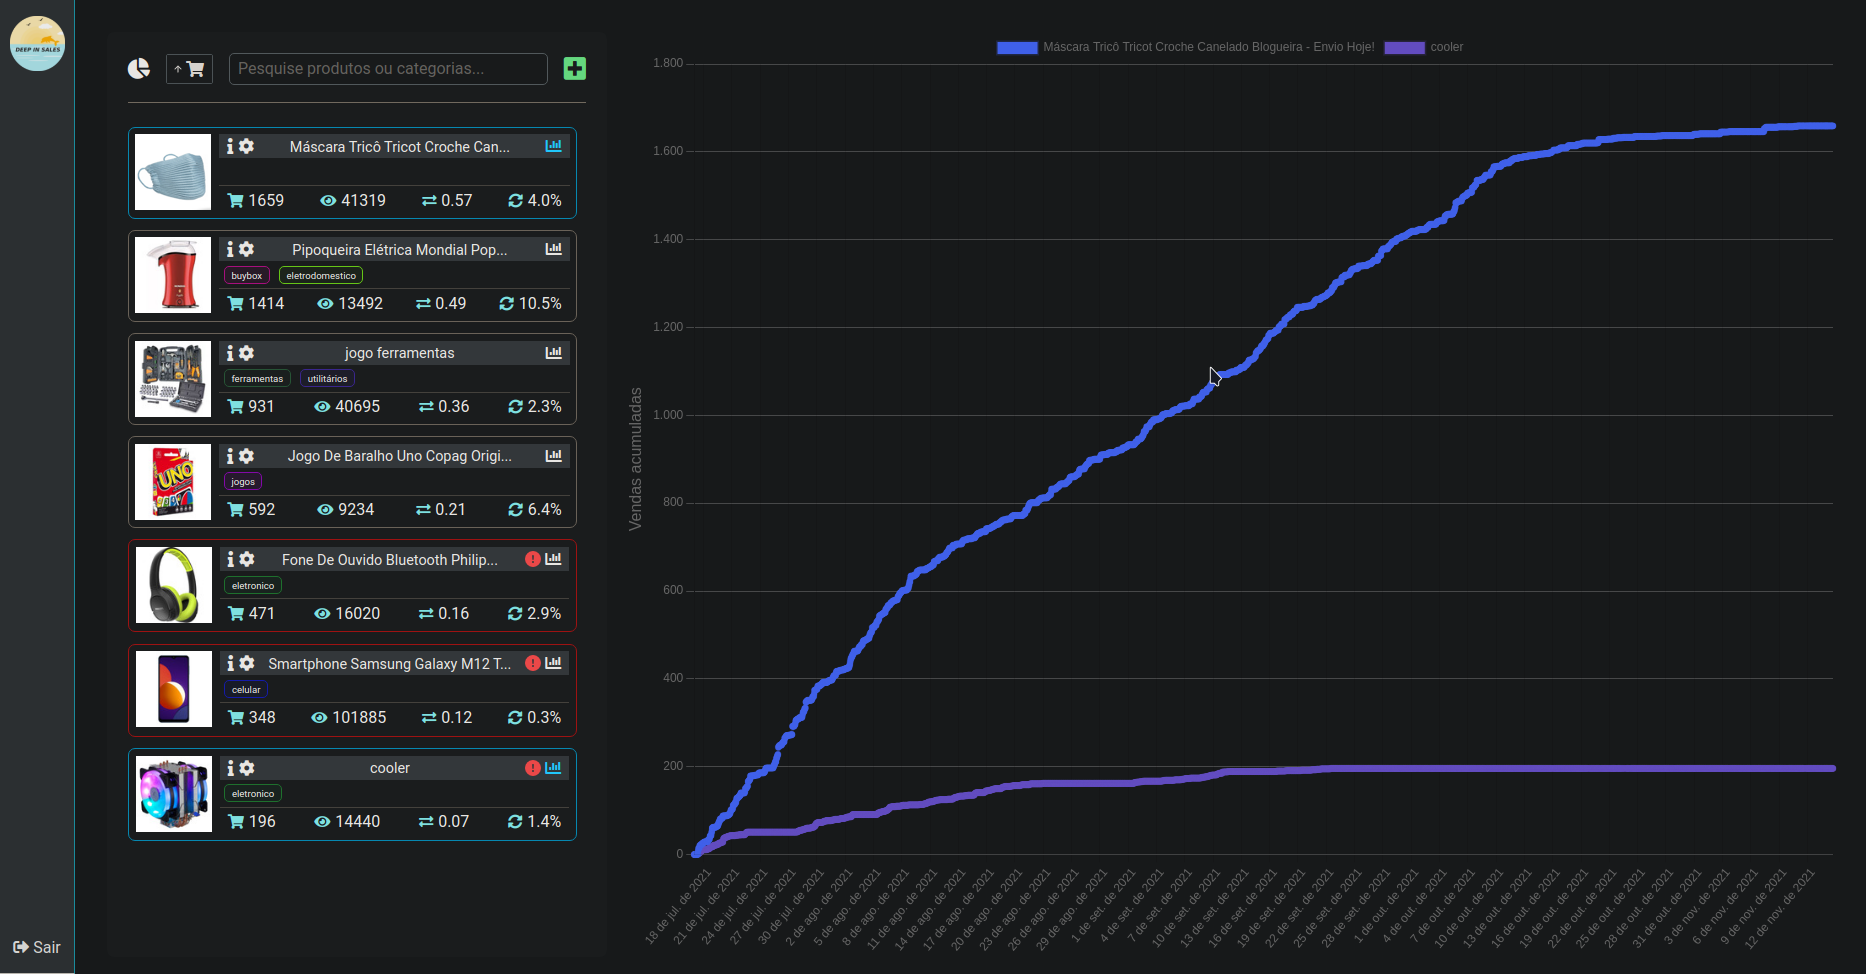 DEEP IN SALES
Sair
Pesquise produtos ou categorias...
Máscara Tricô Tricot Croche Can...
1659 41319 0.57 4.0%
Pipoqueira Elétrica Mondial Pop...
buybox eletrodomestico
1414 13492 0.49 10.5%
jogo ferramentas
ferramentas utilitários
931 40695 0.36 2.3%
Jogo De Baralho Uno Copag Origi...
jogos
UNO
592 9234 0.21 6.4%
Fone De Ouvido Bluetooth Philip...
eletronico
471 16020 0.16 2.9%
Smartphone Samsung Galaxy M12 T...
celular
348 101885 0.12 0.3%
cooler
eletronico
196 14440 0.07 1.4%
Máscara Tricô Tricot Croche Canelado Blogueira - Envio Hoje! cooler
Vendas acumuladas
1.800
1.600
1.400
1.200
1.000
800
600
400
200
0
18 de jul. de 2021
21 de jul. de 2021
24 de jul. de 2021
27 de jul. de 2021
30 de jul. de 2021
2 de ago. de 2021
5 de ago. de 2021
8 de ago. de 2021
11 de ago. de 2021
14 de ago. de 2021
17 de ago. de 2021
20 de ago. de 2021
23 de ago. de 2021
26 de ago. de 2021
29 de ago. de 2021
1 de set. de 2021
4 de set. de 2021
7 de set. de 2021
10 de set. de 2021
13 de set. de 2021
16 de set. de 2021
19 de set. de 2021
22 de set. de 2021
25 de set. de 2021
28 de set. de 2021
1 de out. de 2021
4 de out. de 2021
7 de out. de 2021
10 de out. de 2021
13 de out. de 2021
16 de out. de 2021
19 de out. de 2021
22 de out. de 2021
25 de out. de 2021
28 de out. de 2021
31 de out. de 2021
3 de nov. de 2021
6 de nov. de 2021
9 de nov. de 2021
12 de nov. de 2021